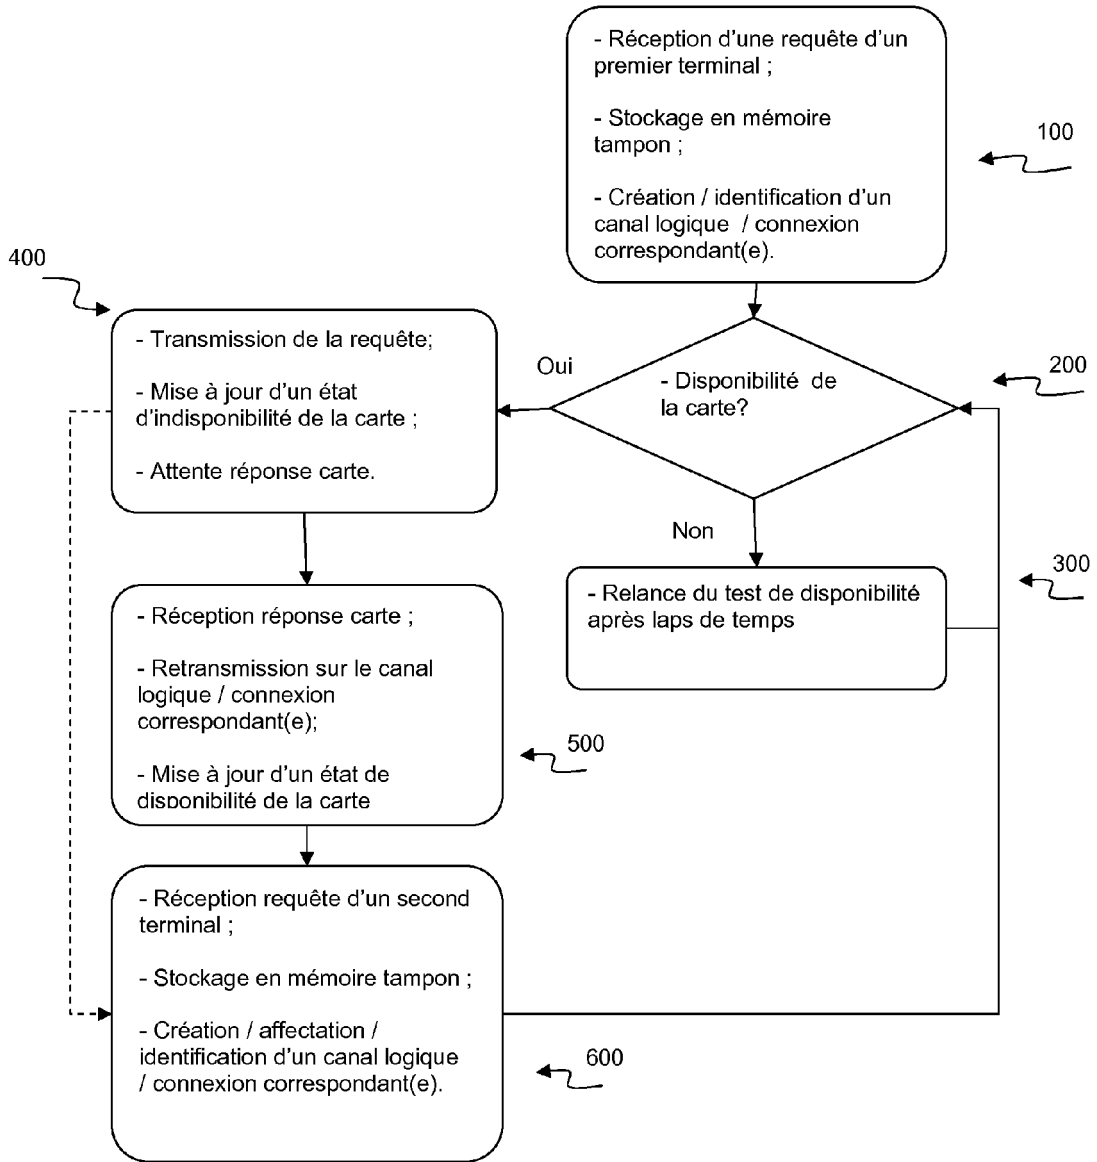 - Réception d'une requête d'un
premier terminal ;
- Stockage en mémoire
tampon ;
- Création / identification d'un
canal logique / connexion
correspondant(e).
100
400
- Transmission de la requête;
- Mise à jour d'un état
d'indisponibilité de la carte ;
- Attente réponse carte.
Oui
- Disponibilité de
la carte?
200
Non
300
- Relance du test de disponibilité
après laps de temps
- Réception réponse carte ;
- Retransmission sur le canal
logique / connexion
correspondant(e);
- Mise à jour d'un état de
disponibilité de la carte
500
- Réception requête d'un second
terminal ;
- Stockage en mémoire tampon ;
- Création / affectation /
identification d'un canal logique
/ connexion correspondant(e).
600